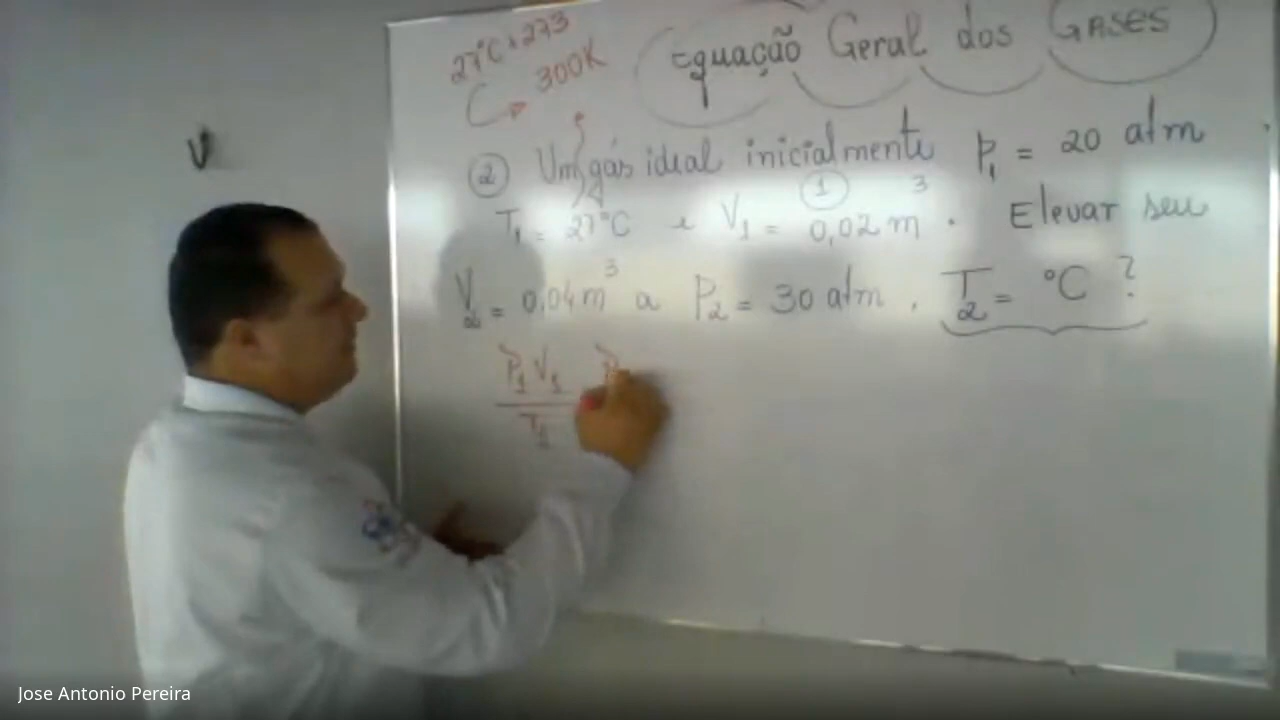 27°C + 273
300K
Equação Geral dos GASES
② Um gás ideal inicialmente P₁ = 20 atm
①
T₁ = 27°C e V₁ = 0,02 m³. Elevar seu
V₂ = 0,04 m³ a P₂ = 30 atm, T₂ = °C ?
P₁ V₁ P
T₁
V
Jose Antonio Pereira